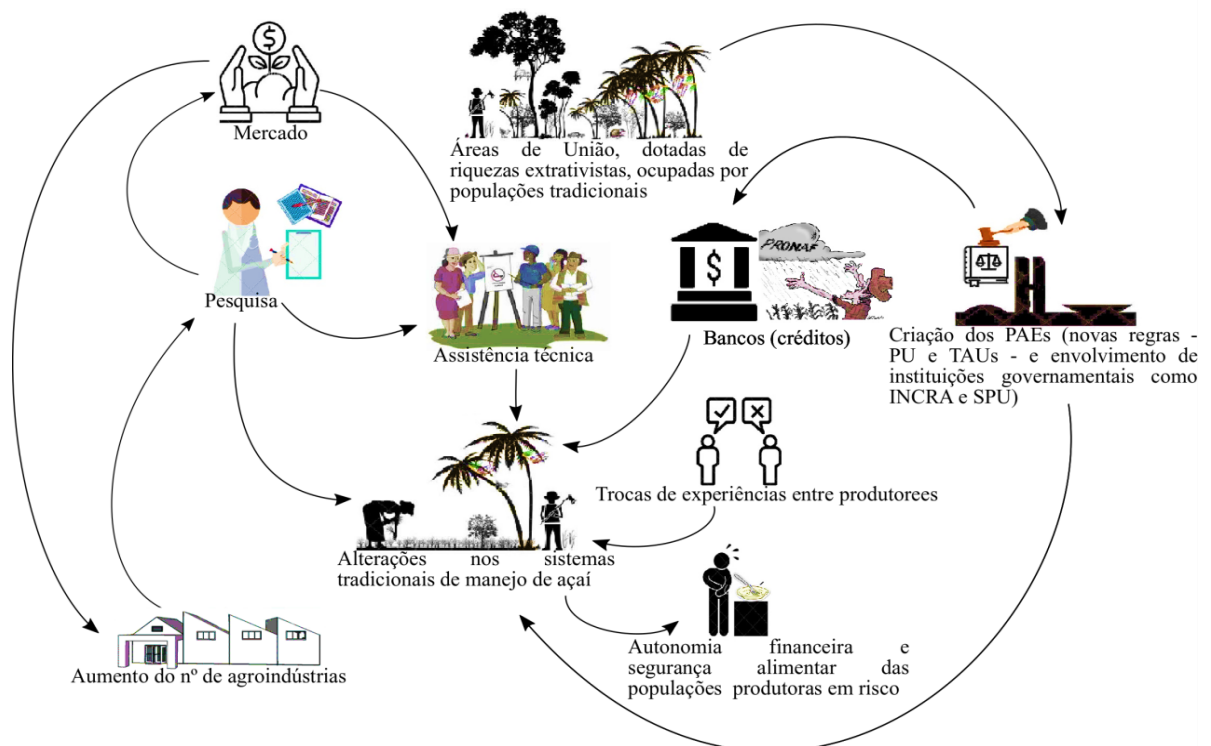 $
Mercado
Áreas de União, dotadas de
riquezas extrativistas, ocupadas por
populações tradicionais
PRONAF
$
Pesquisa
Assistência técnica
Bancos (créditos)
Criação dos PAEs (novas regras -
PU e TAUs - e envolvimento de
instituições governamentais como
INCRA e SPU)
Trocas de experiências entre produtorees
Alterações nos sistemas
tradicionais de manejo de açaí
Autonomia financeira e
segurança alimentar das
populações produtoras em risco
Aumento do nº de agroindústrias